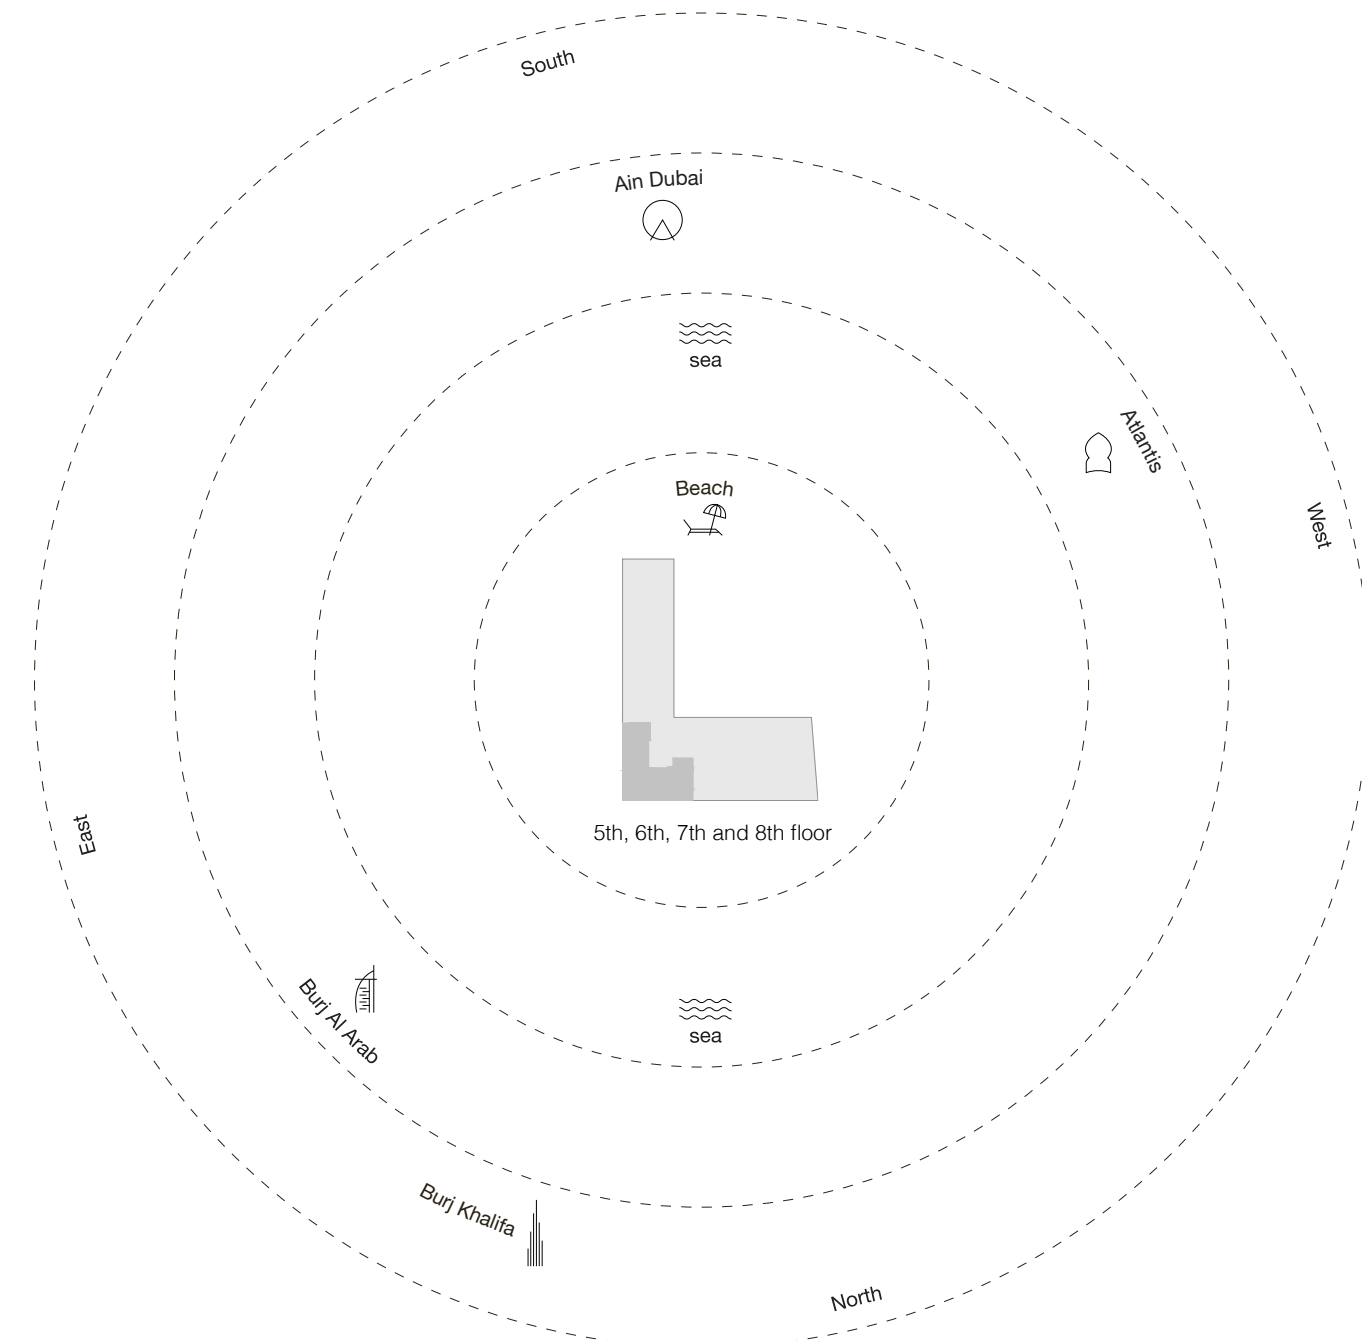 South
Ain Dubai
sea
Atlantis
Beach
West
5th, 6th, 7th and 8th floor
East
Burj Al Arab
sea
Burj Khalifa
North